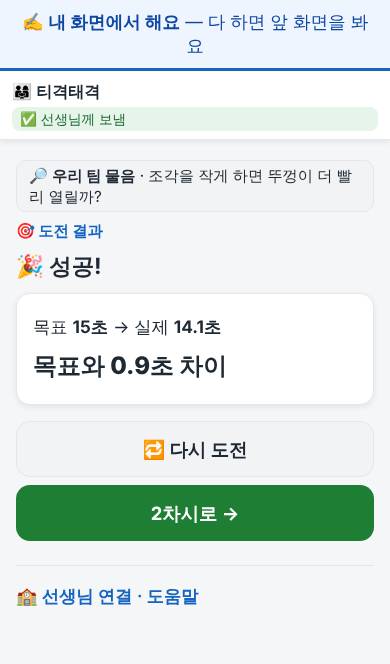 ✍️ 내 화면에서 해요 — 다 하면 앞 화면을 봐
요
👨‍👩‍👧 티격태격
✅ 선생님께 보냄
🔎 우리 팀 물음 · 조각을 작게 하면 뚜껑이 더 빨
리 열릴까?
🎯 도전 결과
🎉 성공!
목표 15초 → 실제 14.1초
목표와 0.9초 차이
🔁 다시 도전
2차시로 →
🏫 선생님 연결 · 도움말